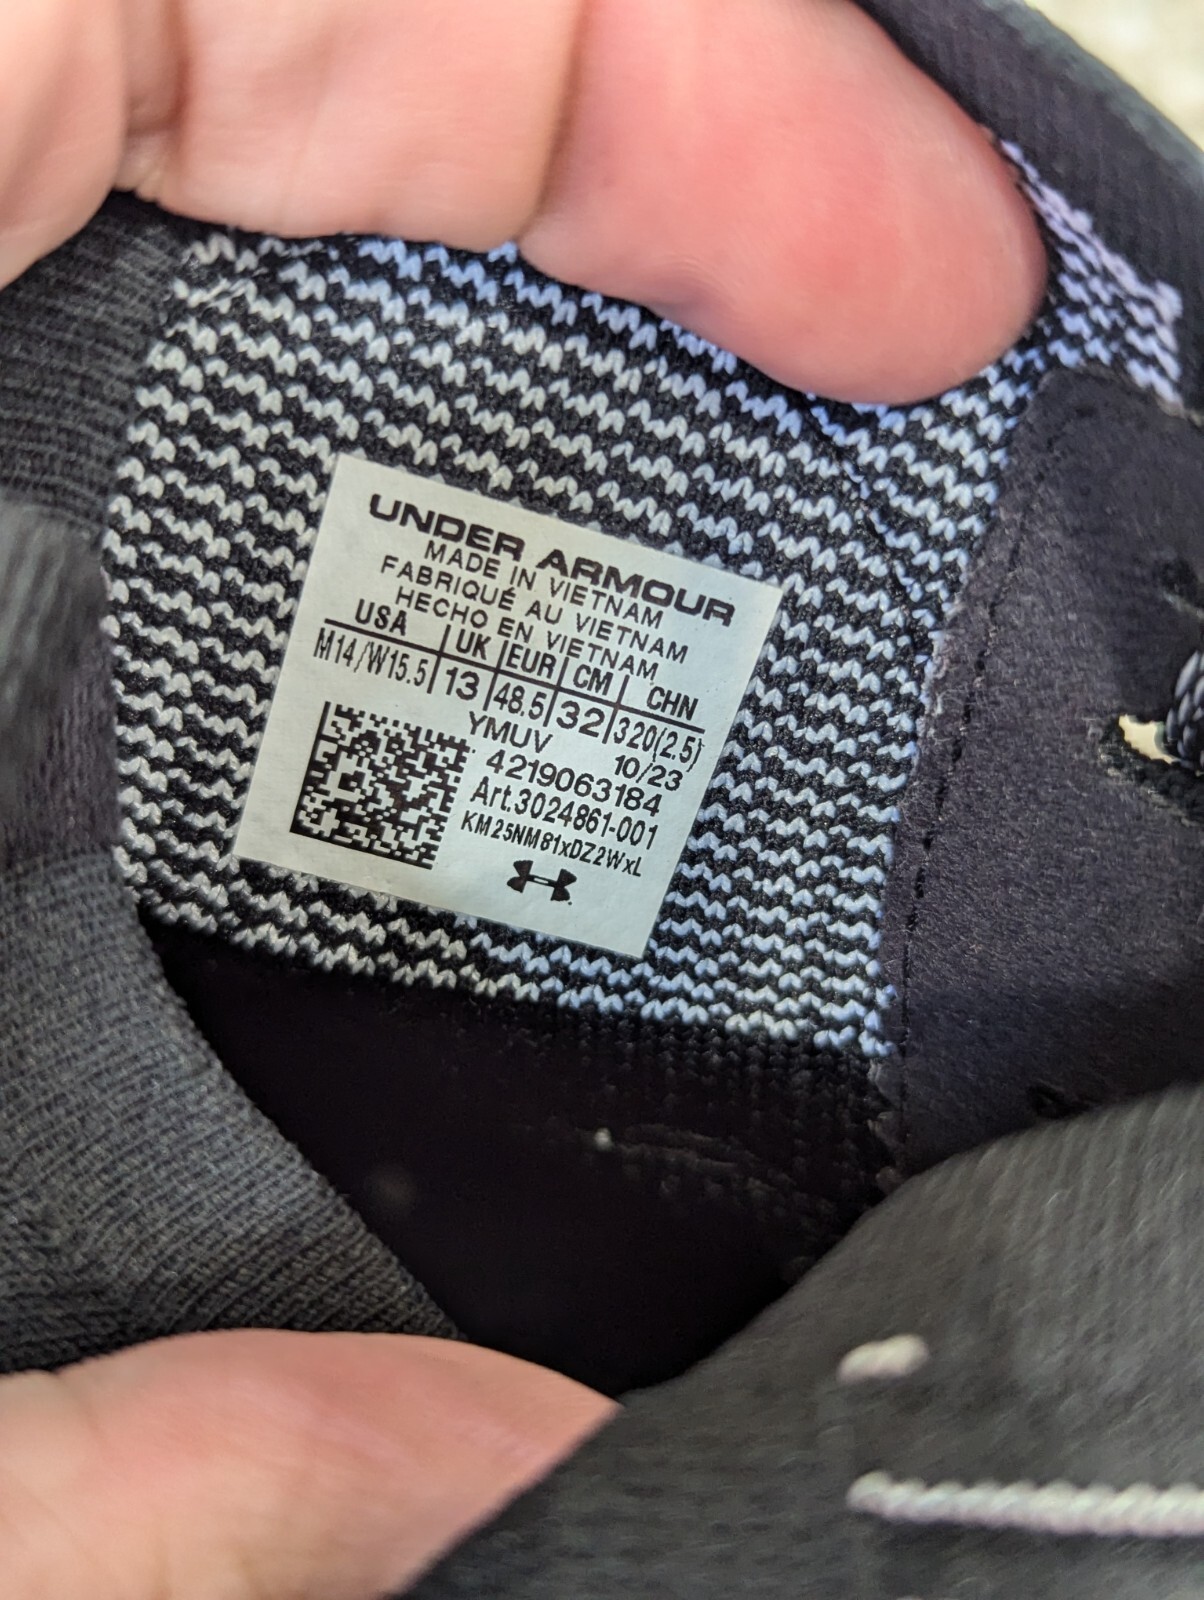 UNDER ARMOUR
MADE IN VIETNAM
FABRIQUÉ AU VIETNAM
HECHO EN VIETNAM
USA UK EUR CM CHN
M14/W15.5 13 48.5 32 320(2.5)
YMUV 10/23
4219063184
Art.3024861-001
KM25NM81xDZ2WxL